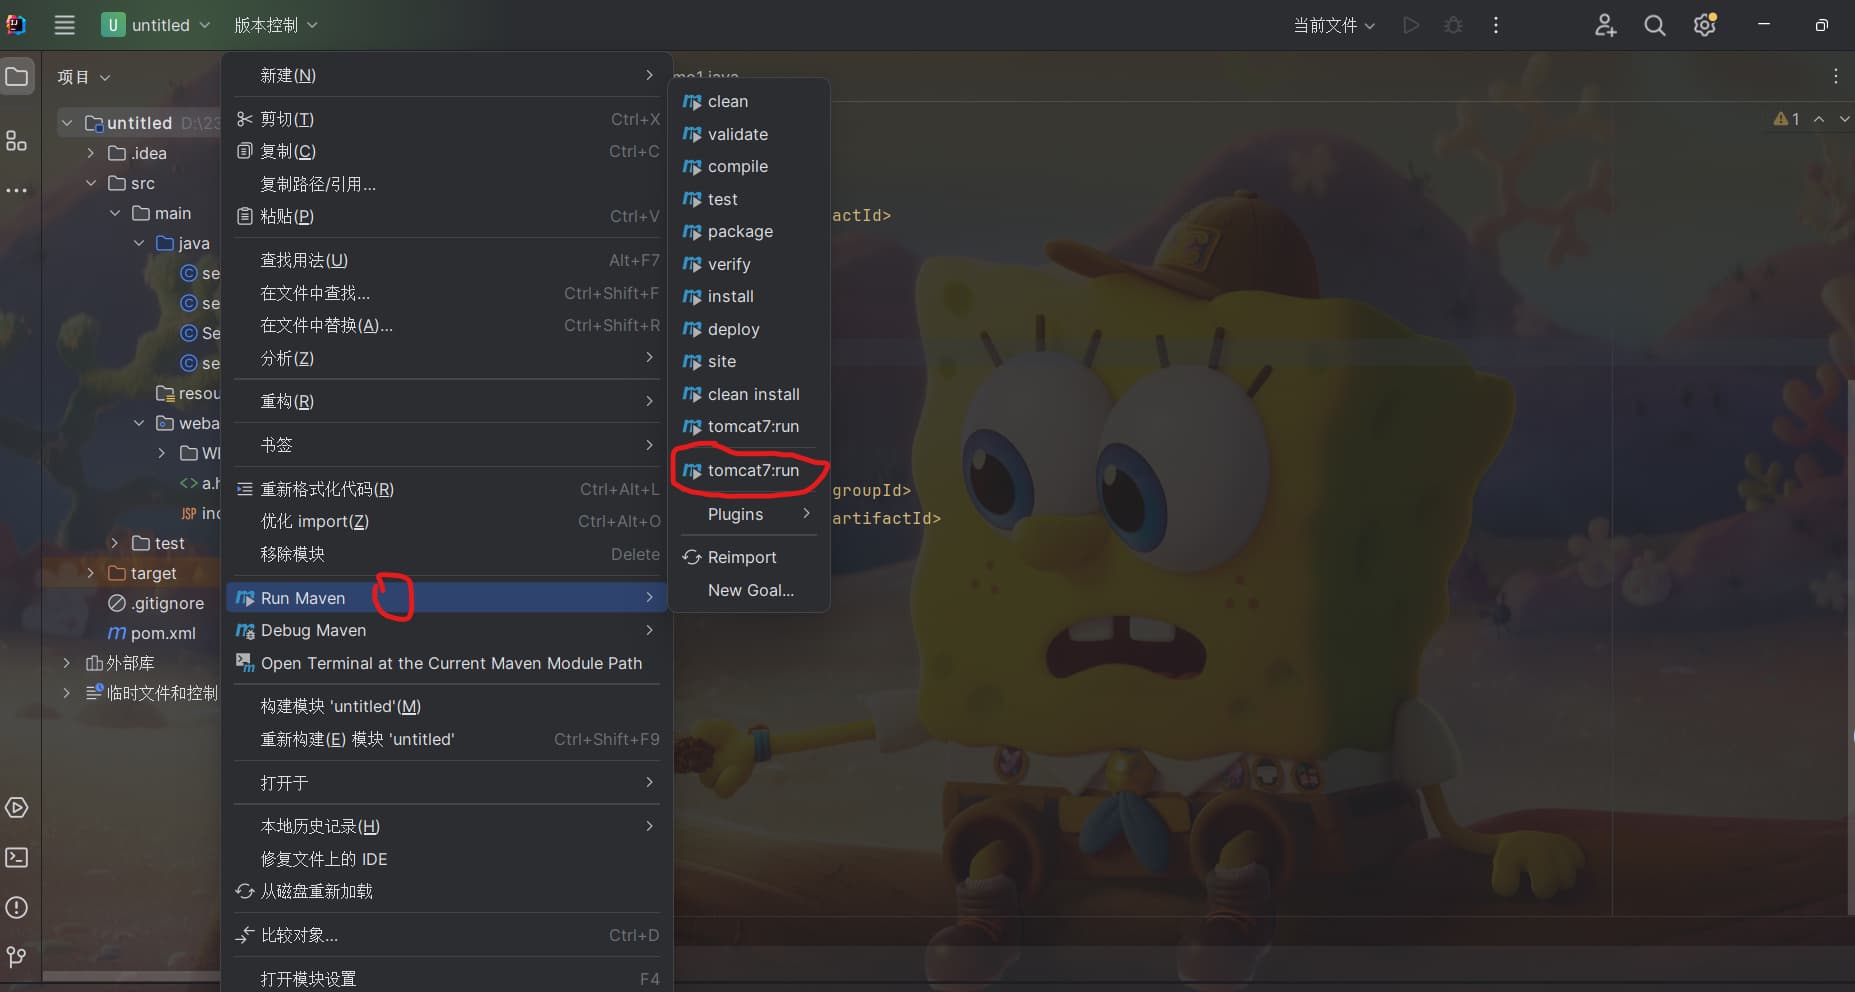 U untitled 版本控制 当前文件
项目
untitled D:\23
.idea
src
main
java
resou
test
target
.gitignore
pom.xml
外部库
临时文件和控制
新建(N)
剪切(T) Ctrl+X
复制(C) Ctrl+C
复制路径/引用...
粘贴(P) Ctrl+V
查找用法(U) Alt+F7
在文件中查找... Ctrl+Shift+F
在文件中替换(A)... Ctrl+Shift+R
分析(Z)
重构(R)
书签
重新格式化代码(R) Ctrl+Alt+L
优化 import(Z) Ctrl+Alt+O
移除模块 Delete
Run Maven
Debug Maven
Open Terminal at the Current Maven Module Path
构建模块 'untitled'(M)
重新构建(E) 模块 'untitled' Ctrl+Shift+F9
打开于
本地历史记录(H)
修复文件上的 IDE
从磁盘重新加载
比较对象... Ctrl+D
打开模块设置 F4
clean
validate
compile
test
package
verify
install
deploy
site
clean install
tomcat7:run
tomcat7:run
Plugins
Reimport
New Goal...
1
actId>
groupId>
artifactId>